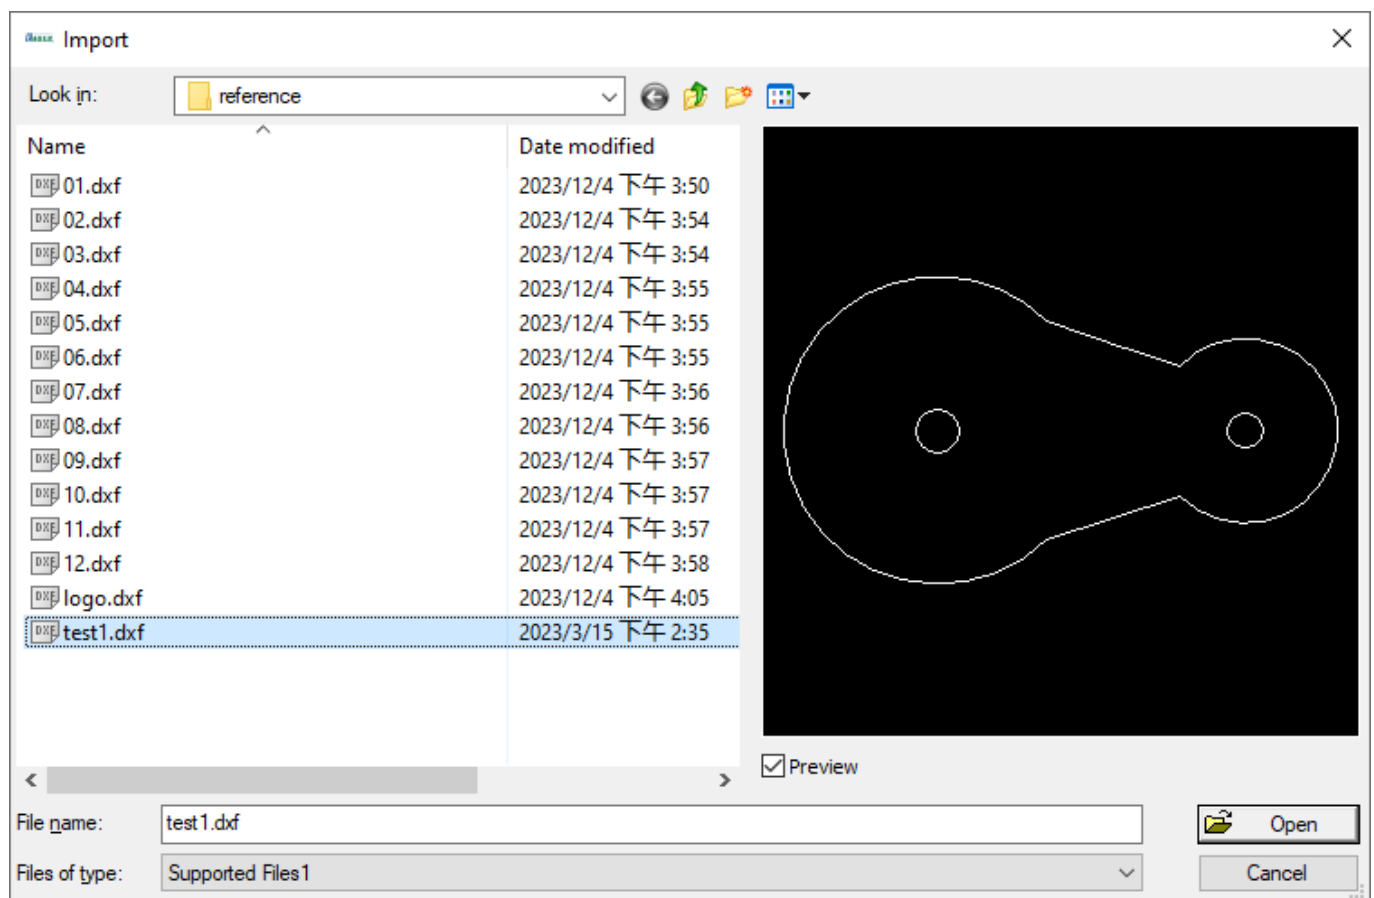 Import
Look in: reference
Name Date modified
01.dxf 2023/12/4 下午 3:50
02.dxf 2023/12/4 下午 3:54
03.dxf 2023/12/4 下午 3:54
04.dxf 2023/12/4 下午 3:55
05.dxf 2023/12/4 下午 3:55
06.dxf 2023/12/4 下午 3:55
07.dxf 2023/12/4 下午 3:56
08.dxf 2023/12/4 下午 3:56
09.dxf 2023/12/4 下午 3:57
10.dxf 2023/12/4 下午 3:57
11.dxf 2023/12/4 下午 3:57
12.dxf 2023/12/4 下午 3:58
logo.dxf 2023/12/4 下午 4:05
test1.dxf 2023/3/15 下午 2:35
Preview
File name: test1.dxf Open
Files of type: Supported Files1 Cancel